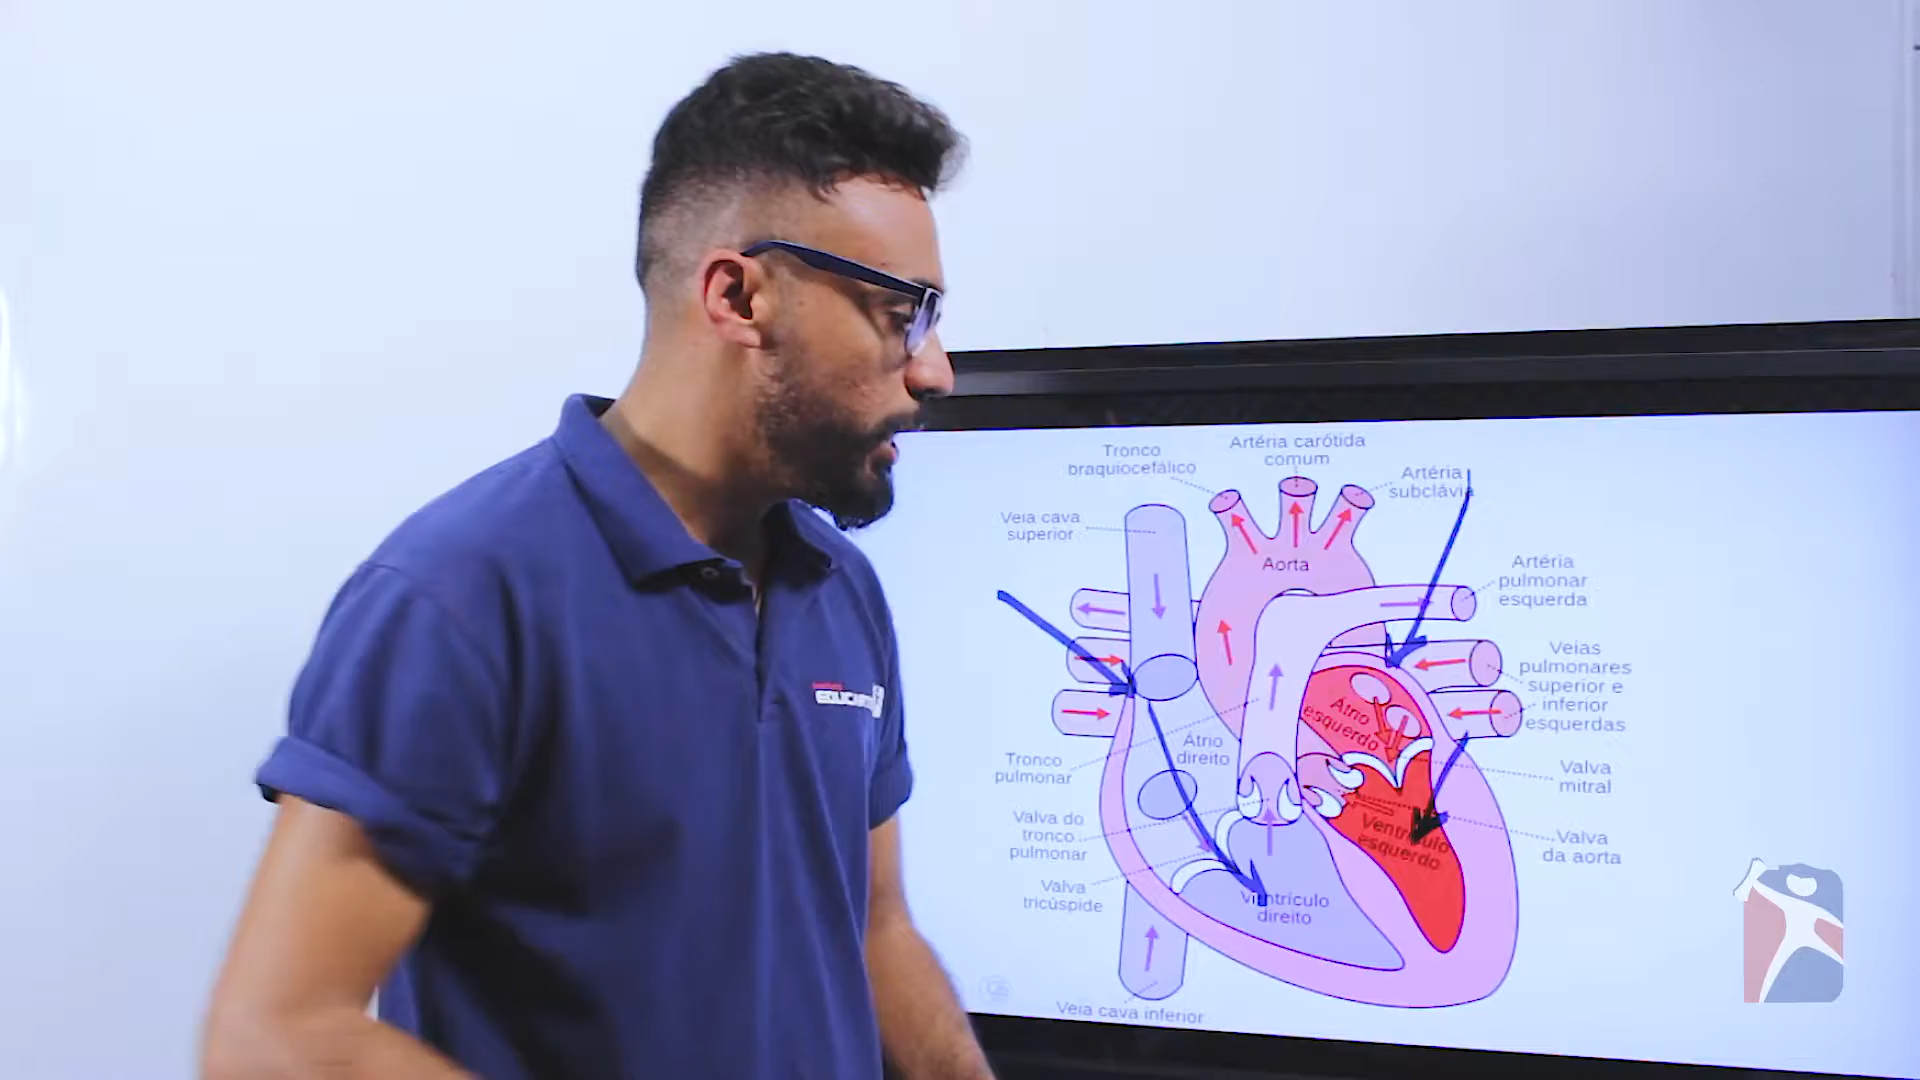 Tronco
braquiocefálico
Artéria carótida
comum
Artéria
subclávia
Veia cava
superior
Aorta
Artéria
pulmonar
esquerda
Veias
pulmonares
superior e
inferior
esquerdas
Átrio
esquerdo
Átrio
direito
Tronco
pulmonar
Valva
mitral
Valva do
tronco
pulmonar
Ventrículo
esquerdo
Valva
da aorta
Valva
tricúspide
Ventrículo
direito
Veia cava inferior